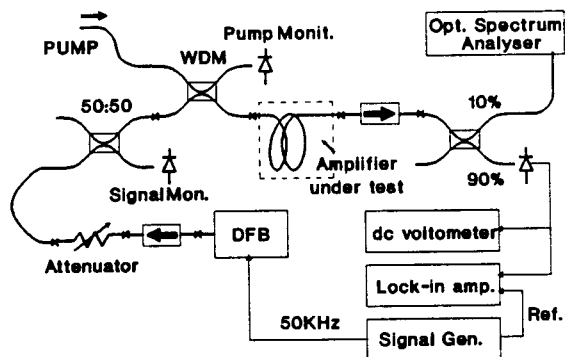 Opt. Spectrum
Analyser
PUMP
WDM
Pump Monit.
50:50
10%
Signal Mon.
Amplifier
under test
90%
Attenuator
DFB
dc voltometer
Lock-in amp.
Ref.
50KHz
Signal Gen.